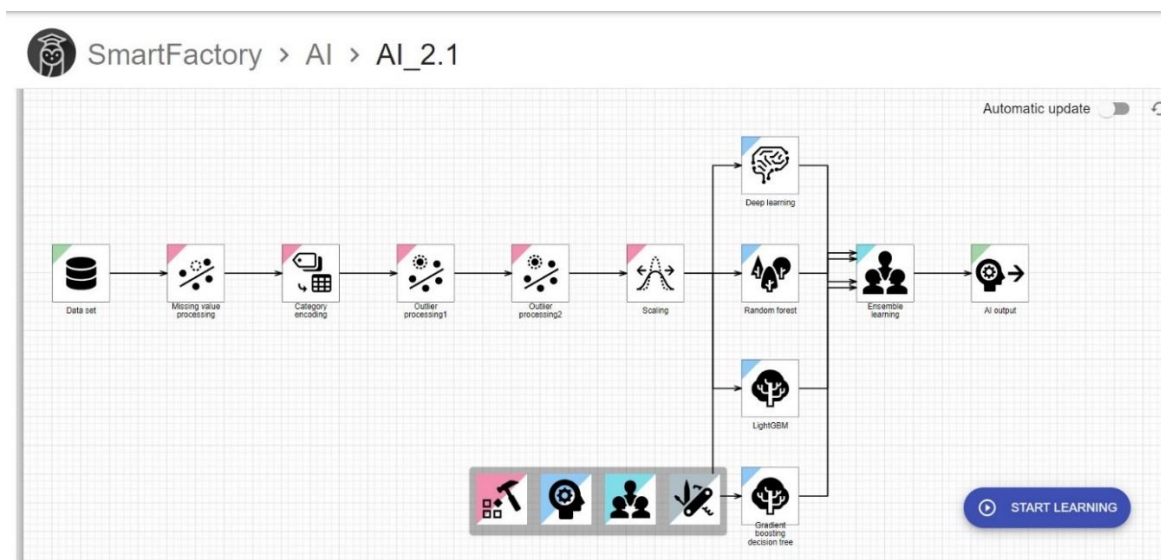 SmartFactory > AI > AI_2.1
Automatic update
Deep learning
Data set
Missing value
processing
Category
encoding
Outlier
processing1
Outlier
processing2
Scaling
Random forest
Ensemble
learning
AI output
LightGBM
START LEARNING
Gradient
boosting
decision tree